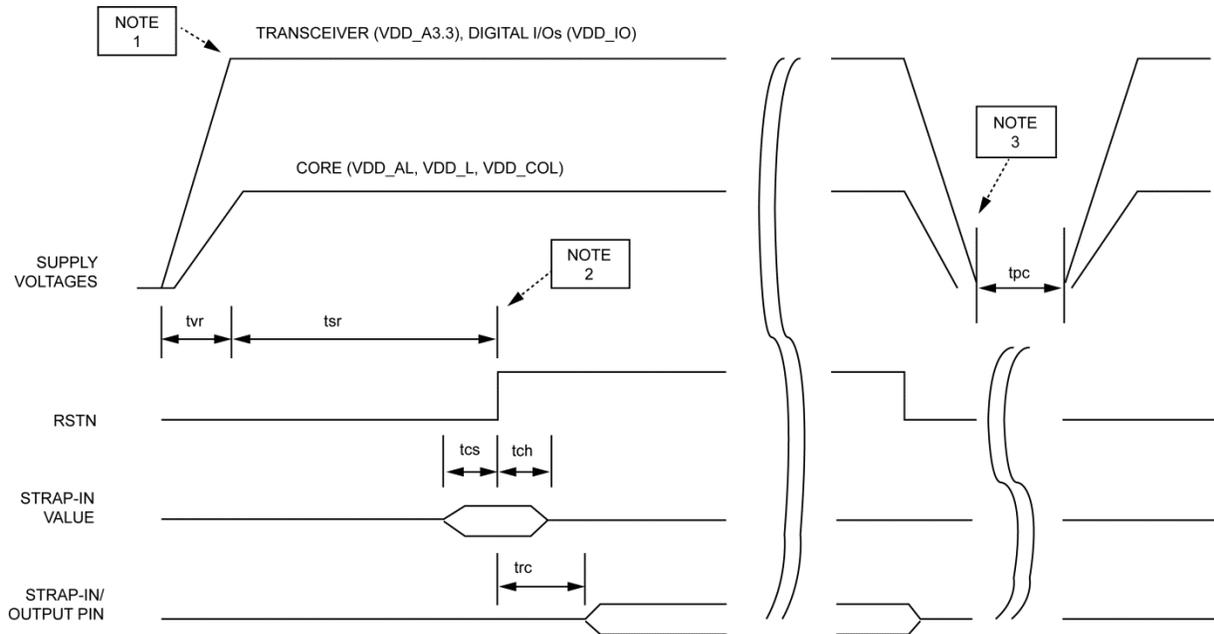 NOTE
1
TRANSCEIVER (VDD_A3.3), DIGITAL I/Os (VDD_IO)
NOTE
3
CORE (VDD_AL, VDD_L, VDD_COL)
NOTE
2
SUPPLY
VOLTAGES
tpc
tvr
tsr
RSTN
tcs
tch
STRAP-IN
VALUE
trc
STRAP-IN/
OUTPUT PIN